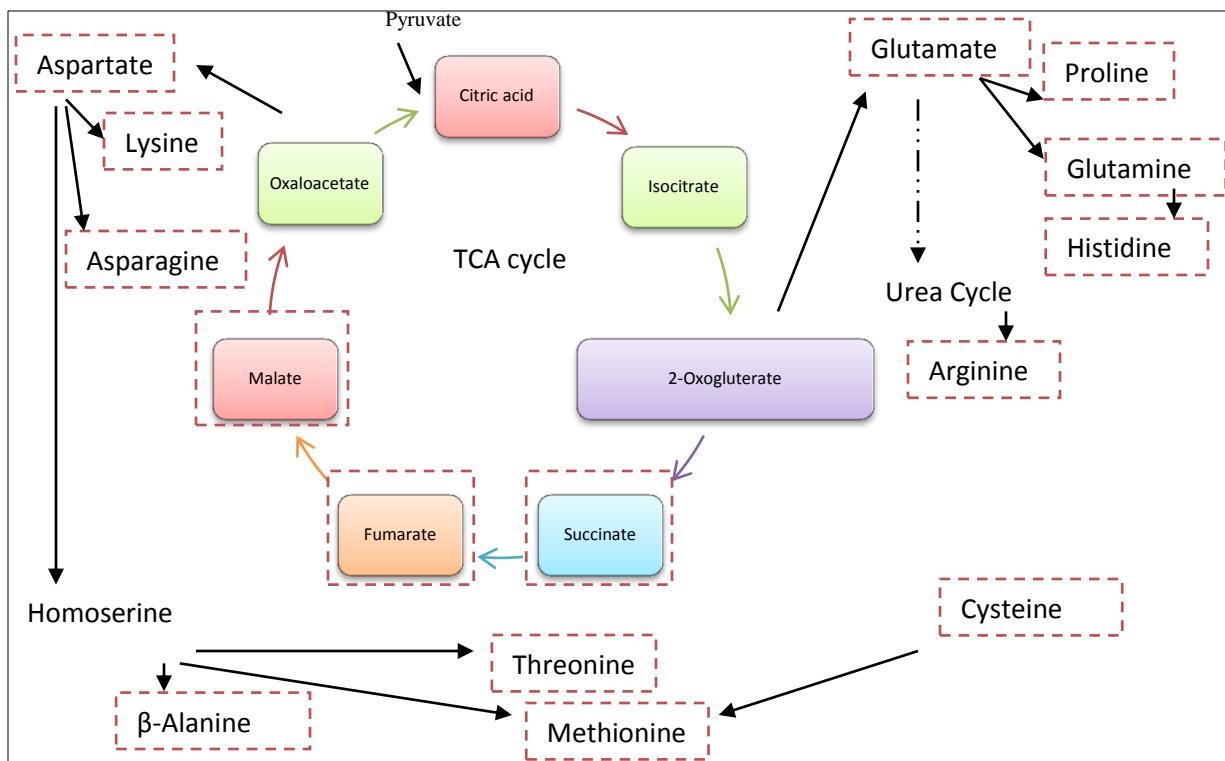 Pyruvate
Aspartate
Glutamate
Proline
Citric acid
Lysine
Oxaloacetate
Isocitrate
Glutamine
Asparagine
TCA cycle
Histidine
Urea Cycle
Malate
2-Oxogluterate
Arginine
Fumarate
Succinate
Homoserine
Cysteine
Threonine
β-Alanine
Methionine